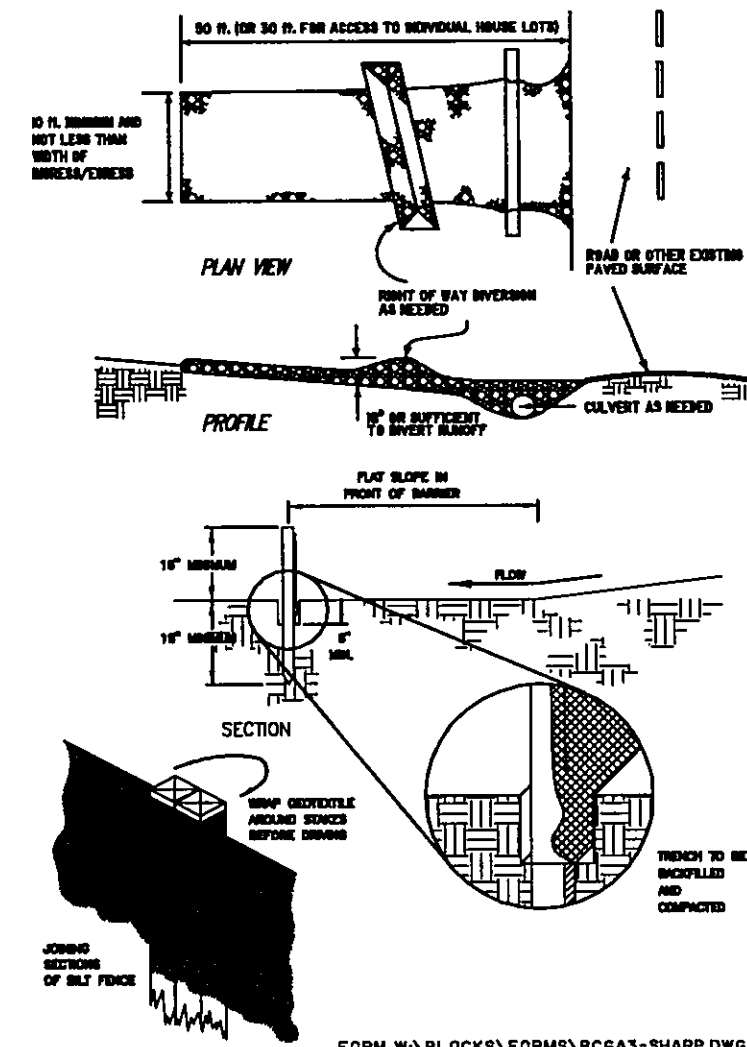 50 ft. (OR 30 ft. FOR ACCESS TO INDIVIDUAL HOUSE LOTS)
10 ft. MINIMUM AND
NOT LESS THAN
WIDTH OF
INGRESS/EGRESS
PLAN VIEW
RIGHT OF WAY DIVERSION
AS NEEDED
ROAD OR OTHER EXISTING
PAVED SURFACE
PROFILE
18" OR SUFFICIENT
TO DIVERT RUNOFF
CULVERT AS NEEDED
FLAT SLOPE IN
FRONT OF BARRIER
MINIMUM
FLOW
MINIMUM
MIN.
SECTION
WRAP GEOTEXTILE
AROUND STAKES
BEFORE DRIVING
TRENCH TO BE
BACKFILLED
AND
COMPACTED
JOINING
SECTIONS
OF SILT FENCE
FORM W:\BLOCKS\FORMS\BCGA3-SHARP.DWG